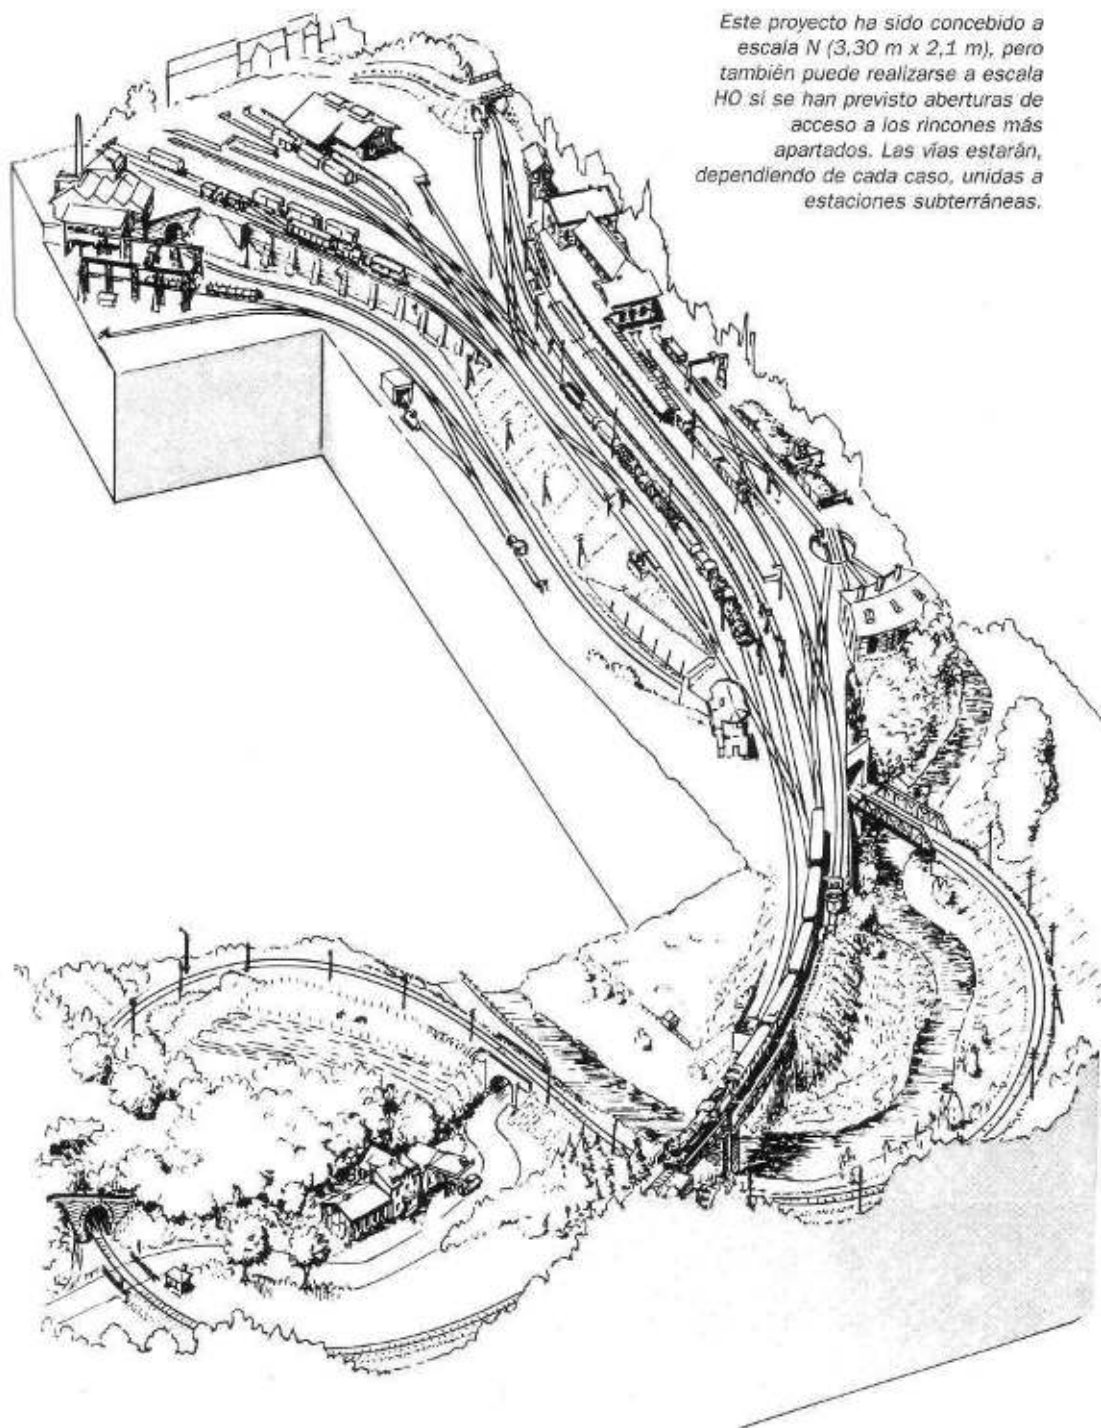 Este proyecto ha sido concebido a
escala N (3,30 m x 2,1 m), pero
también puede realizarse a escala
HO si se han previsto aberturas de
acceso a los rincones más
apartados. Las vías estarán,
dependiendo de cada caso, unidas a
estaciones subterráneas.